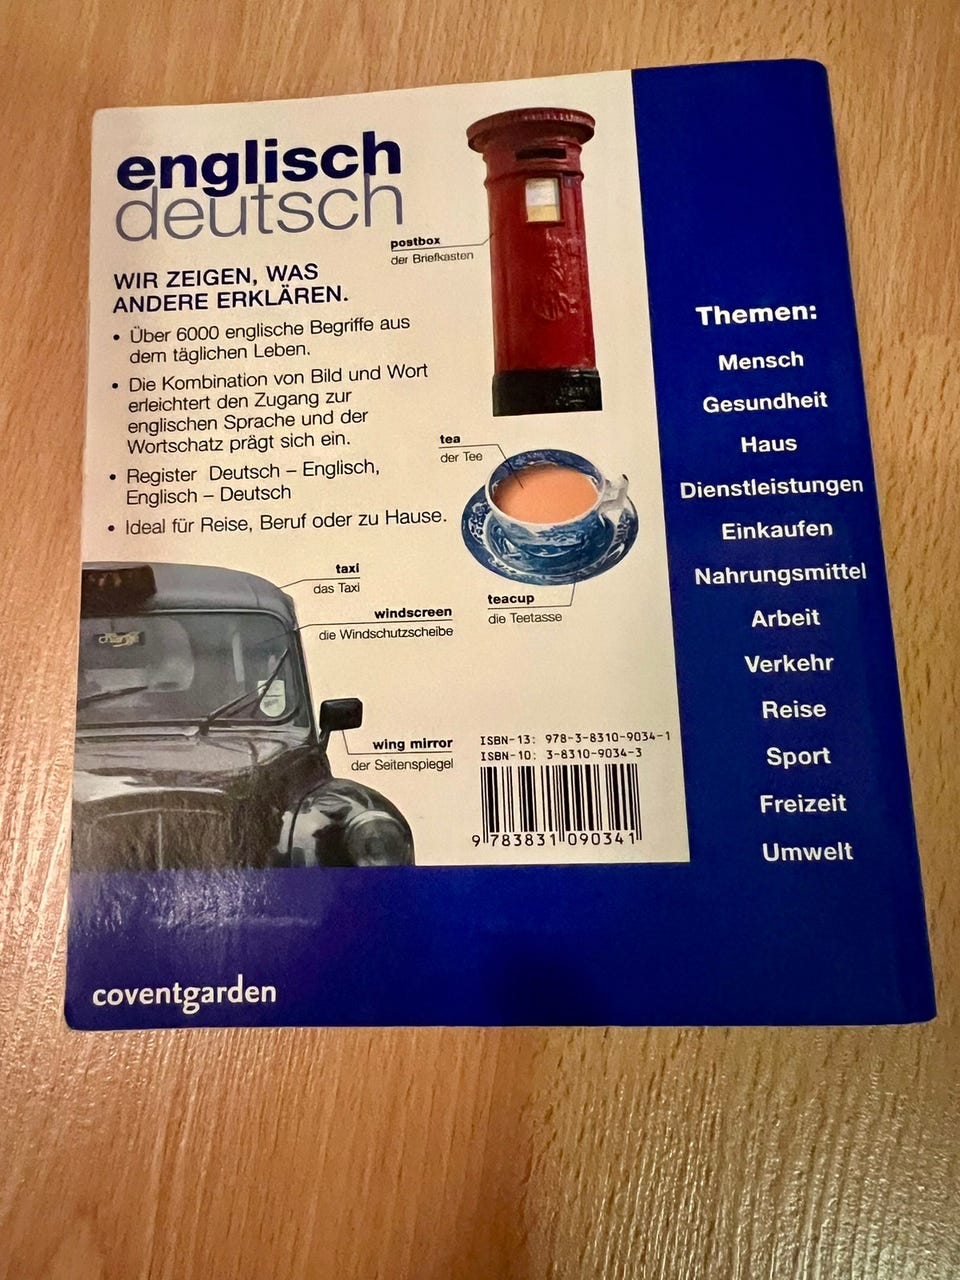 englisch
deutsch
WIR ZEIGEN, WAS
ANDERE ERKLÄREN.
• Über 6000 englische Begriffe aus
dem täglichen Leben.
• Die Kombination von Bild und Wort
erleichtert den Zugang zur
englischen Sprache und der
Wortschatz prägt sich ein.
• Register Deutsch – Englisch,
Englisch – Deutsch
• Ideal für Reise, Beruf oder zu Hause.
postbox
der Briefkasten
tea
der Tee
teacup
die Teetasse
taxi
das Taxi
windscreen
die Windschutzscheibe
wing mirror
der Seitenspiegel
ISBN-13: 978-3-8310-9034-1
ISBN-10: 3-8310-9034-3
9 783831 090341
Themen:
Mensch
Gesundheit
Haus
Dienstleistungen
Einkaufen
Nahrungsmittel
Arbeit
Verkehr
Reise
Sport
Freizeit
Umwelt
coventgarden